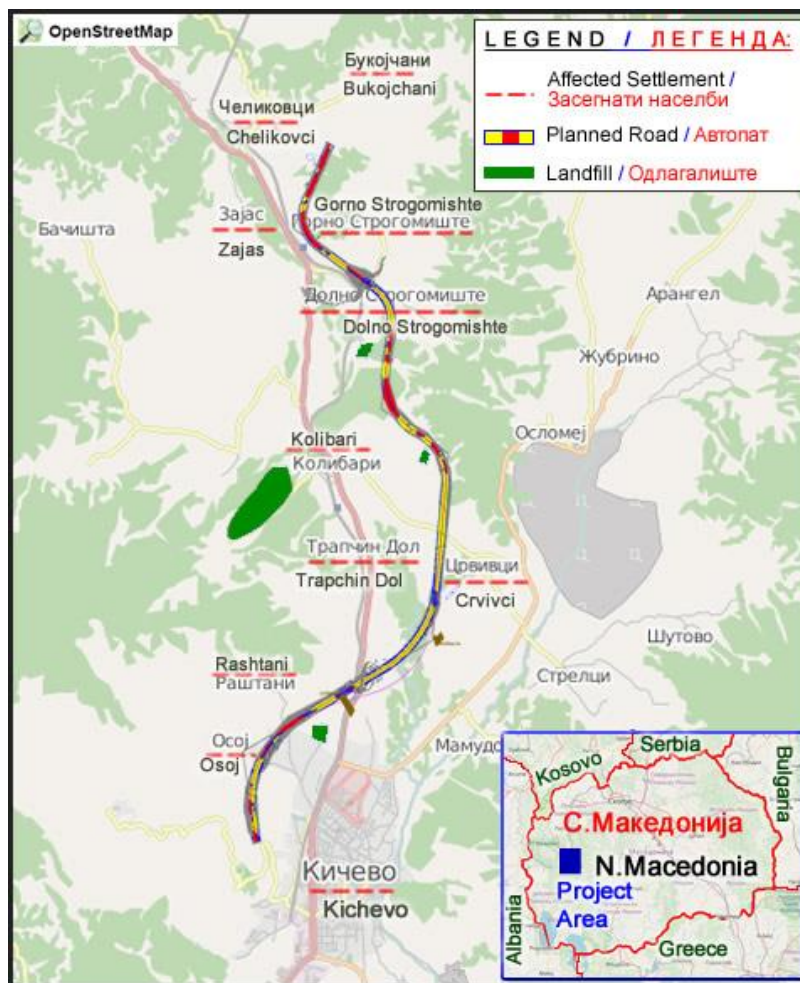 OpenStreetMap
LEGEND / ЛЕГЕНДА:
Affected Settlement /
Засегнати населби
Planned Road / Автопат
Landfill / Одлагалиште
Букојчани
Bukojchani
Челиковци
Chelikovci
Gorno Strogomishte
Зајас
Горно Строгомиште
Zajas
Бачишта
Арангел
Долно Строгомиште
Dolno Strogomishte
Жубрино
Осломеј
Kolibari
Колибари
Трапчин Дол
Trapchin Dol
Црвивци
Crvivci
Шутово
Rashtani
Раштани
Стрелци
Осој
Osoj
Мамудо
Кичево
Kichevo
Serbia
Kosovo
Bulgaria
С.Македонија
N.Macedonia
Project
Area
Albania
Greece